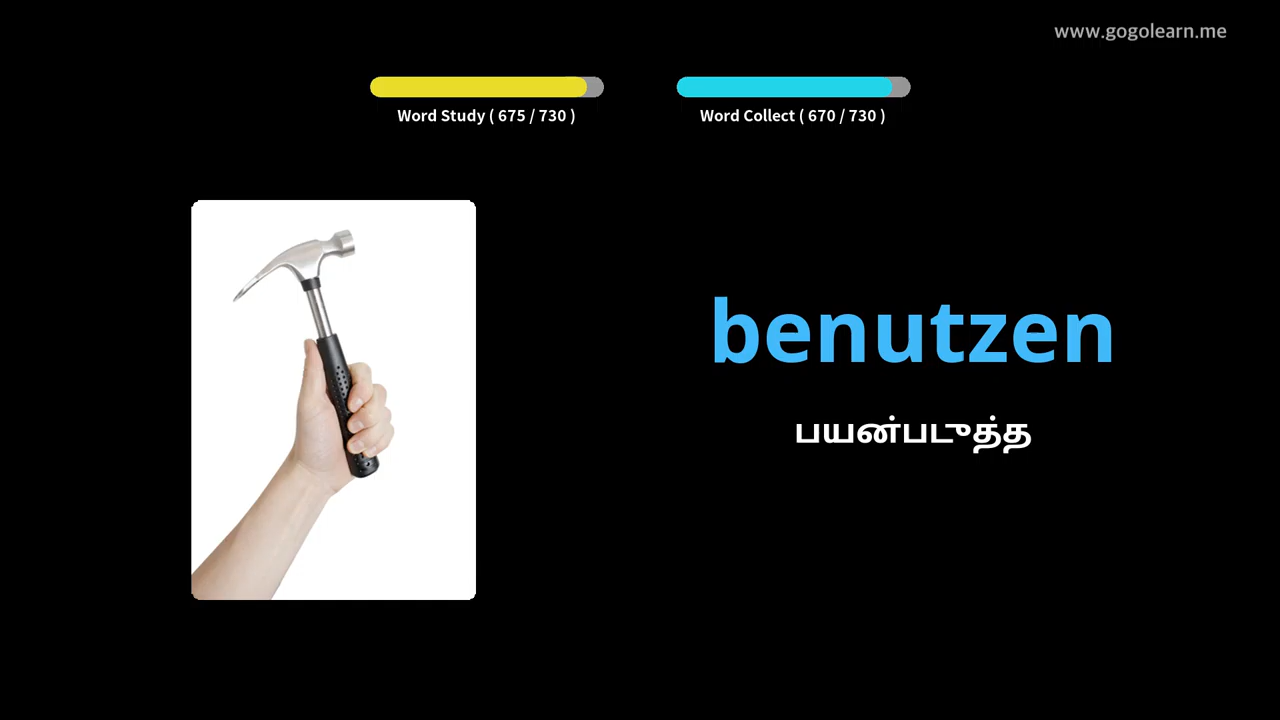 www.gogolearn.me
Word Study ( 675 / 730 )
Word Collect ( 670 / 730 )
benutzen
பயன்படுத்த